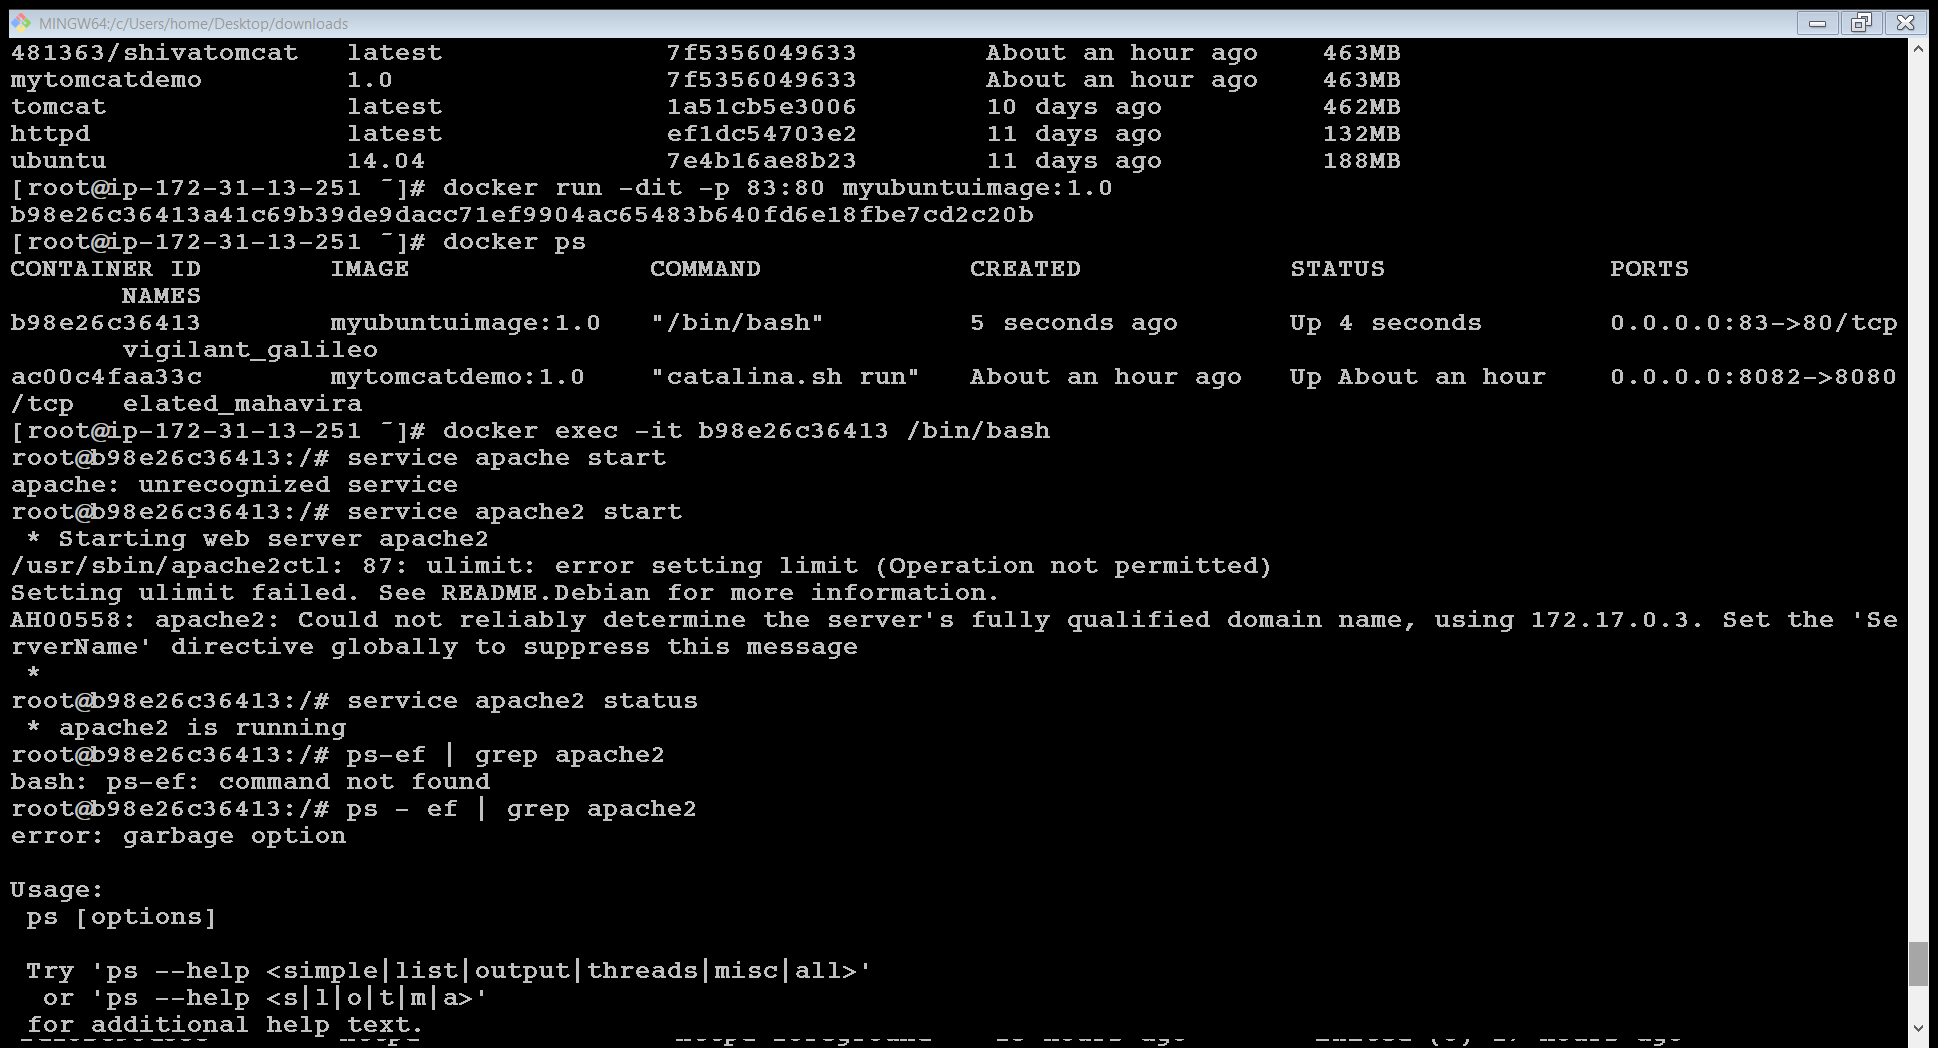 MINGW64:/c/Users/home/Desktop/downloads
481363/shivatomcat latest 7f5356049633 About an hour ago 463MB
mytomcatdemo 1.0 7f5356049633 About an hour ago 463MB
tomcat latest 1a51cb5e3006 10 days ago 462MB
httpd latest ef1dc54703e2 11 days ago 132MB
ubuntu 14.04 7e4b16ae8b23 11 days ago 188MB
[root@ip-172-31-13-251 ~]# docker run -dit -p 83:80 myubuntuimage:1.0
b98e26c36413a41c69b39de9dacc71ef9904ac65483b640fd6e18fbe7cd2c20b
[root@ip-172-31-13-251 ~]# docker ps
CONTAINER ID IMAGE COMMAND CREATED STATUS PORTS
NAMES
b98e26c36413 myubuntuimage:1.0 "/bin/bash" 5 seconds ago Up 4 seconds 0.0.0.0:83->80/tcp
vigilant_galileo
ac00c4faa33c mytomcatdemo:1.0 "catalina.sh run" About an hour ago Up About an hour 0.0.0.0:8082->8080
/tcp elated_mahavira
[root@ip-172-31-13-251 ~]# docker exec -it b98e26c36413 /bin/bash
root@b98e26c36413:/# service apache start
apache: unrecognized service
root@b98e26c36413:/# service apache2 start
* Starting web server apache2
/usr/sbin/apache2ctl: 87: ulimit: error setting limit (Operation not permitted)
Setting ulimit failed. See README.Debian for more information.
AH00558: apache2: Could not reliably determine the server's fully qualified domain name, using 172.17.0.3. Set the 'Se
rverName' directive globally to suppress this message
*
root@b98e26c36413:/# service apache2 status
* apache2 is running
root@b98e26c36413:/# ps-ef | grep apache2
bash: ps-ef: command not found
root@b98e26c36413:/# ps - ef | grep apache2
error: garbage option
Usage:
ps [options]
Try 'ps --help <simple|list|output|threads|misc|all>'
or 'ps --help <s|l|o|t|m|a>'
for additional help text.